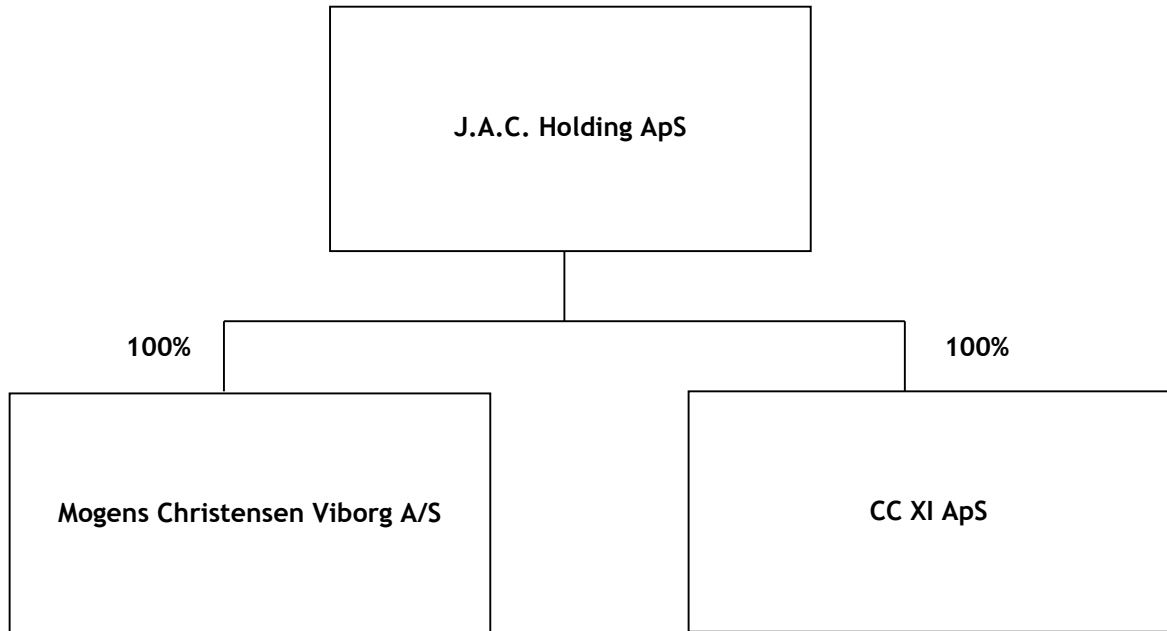 J.A.C. Holding ApS
100%
100%
Mogens Christensen Viborg A/S
CC XI ApS